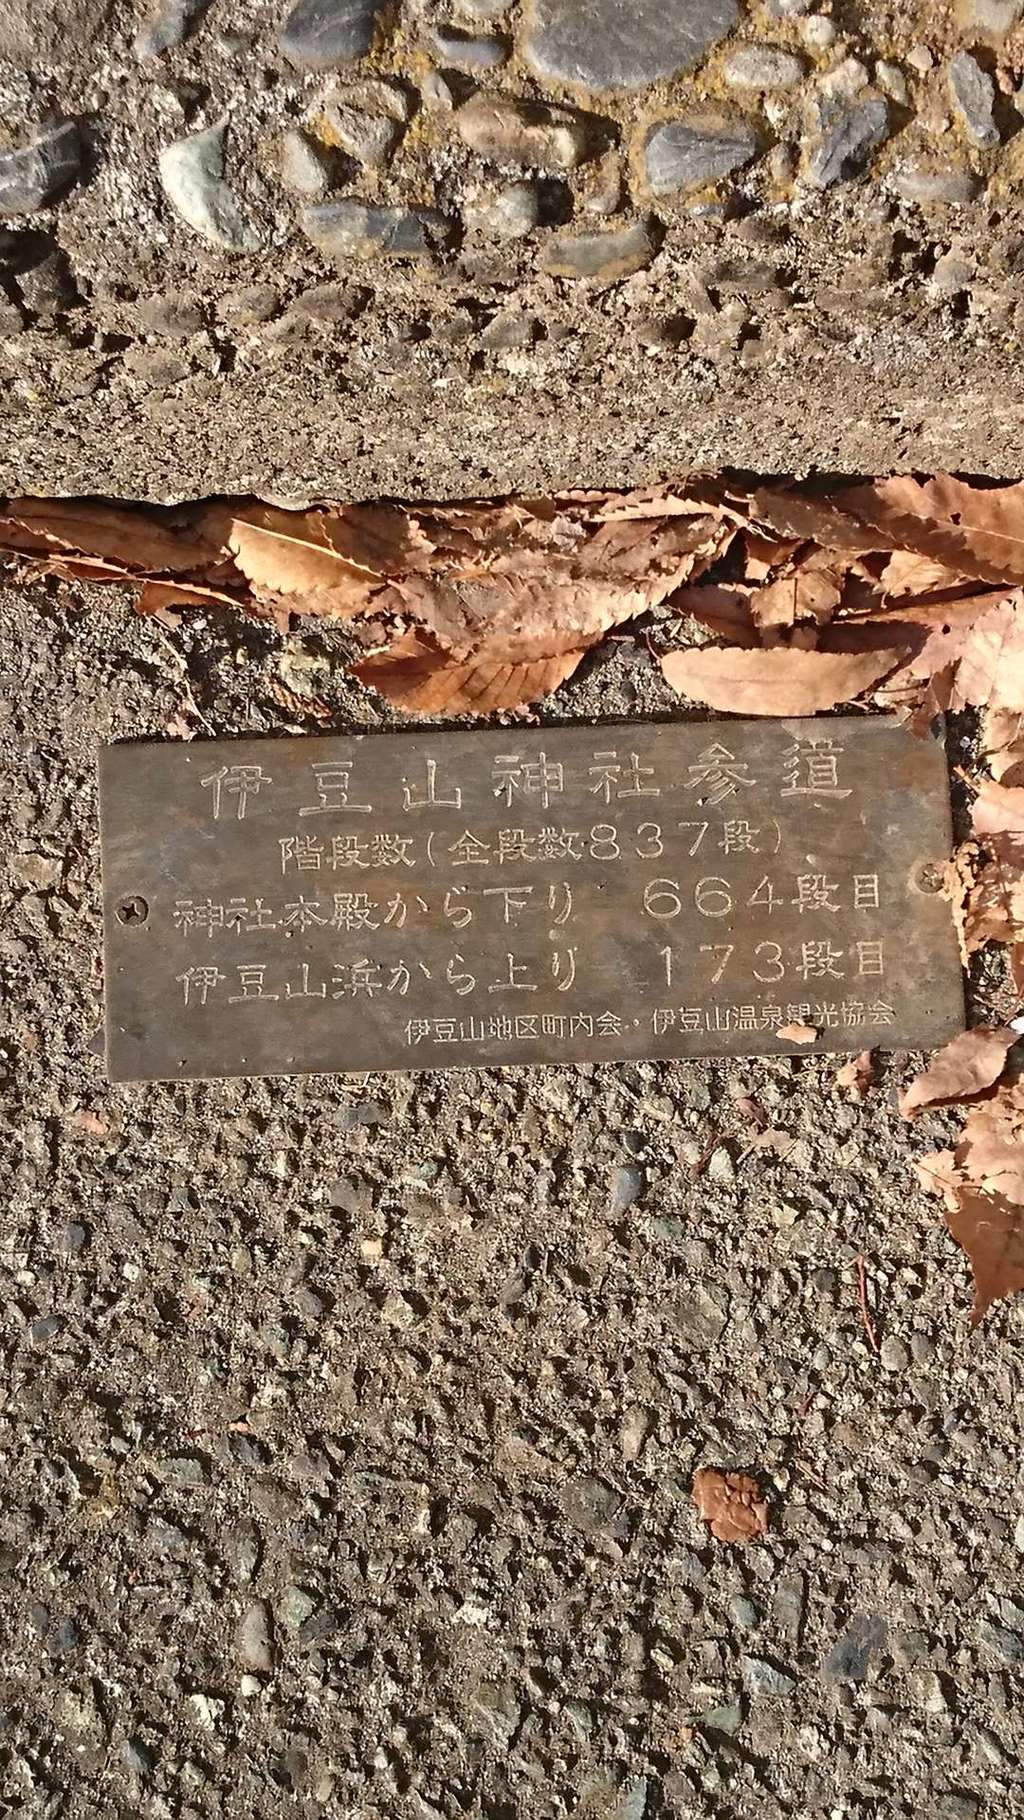 伊豆山神社参道
階段数(全段数837段)
神社本殿から下り 664段目
伊豆山浜から上り 173段目
伊豆山地区町内会・伊豆山温泉観光協会